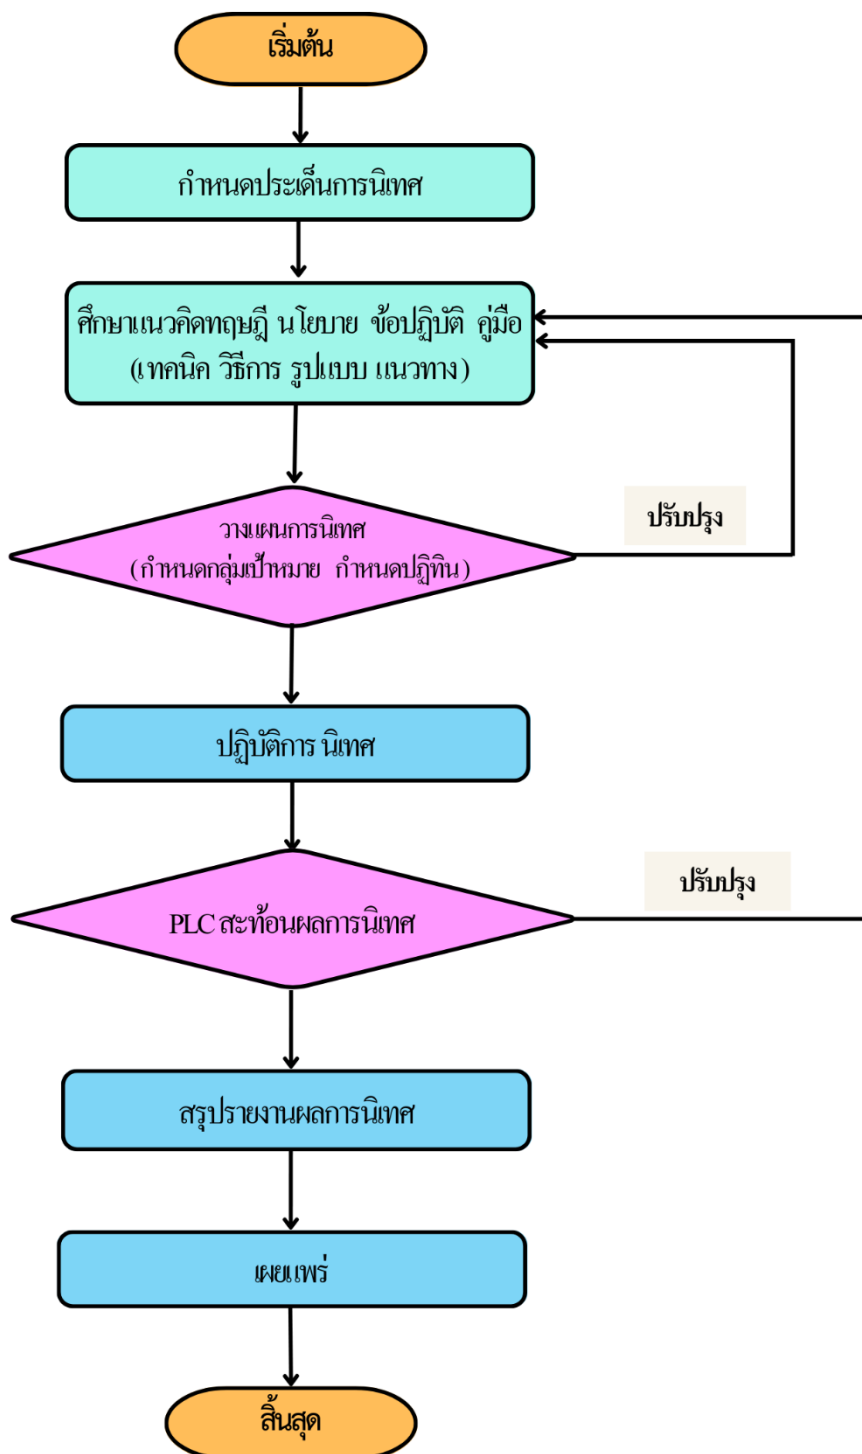 เริ่มต้น
กำหนดประเด็นการนิเทศ
ศึกษาแนวคิดทฤษฎี นโยบาย ข้อปฏิบัติ คู่มือ
(เทคนิค วิธีการ รูปแบบ แนวทาง)
วางแผนการนิเทศ
(กำหนดกลุ่มเป้าหมาย กำหนดปฏิทิน)
ปรับปรุง
ปฏิบัติการ นิเทศ
PLC สะท้อนผลการนิเทศ
ปรับปรุง
สรุปรายงานผลการนิเทศ
เผยแพร่
สิ้นสุด